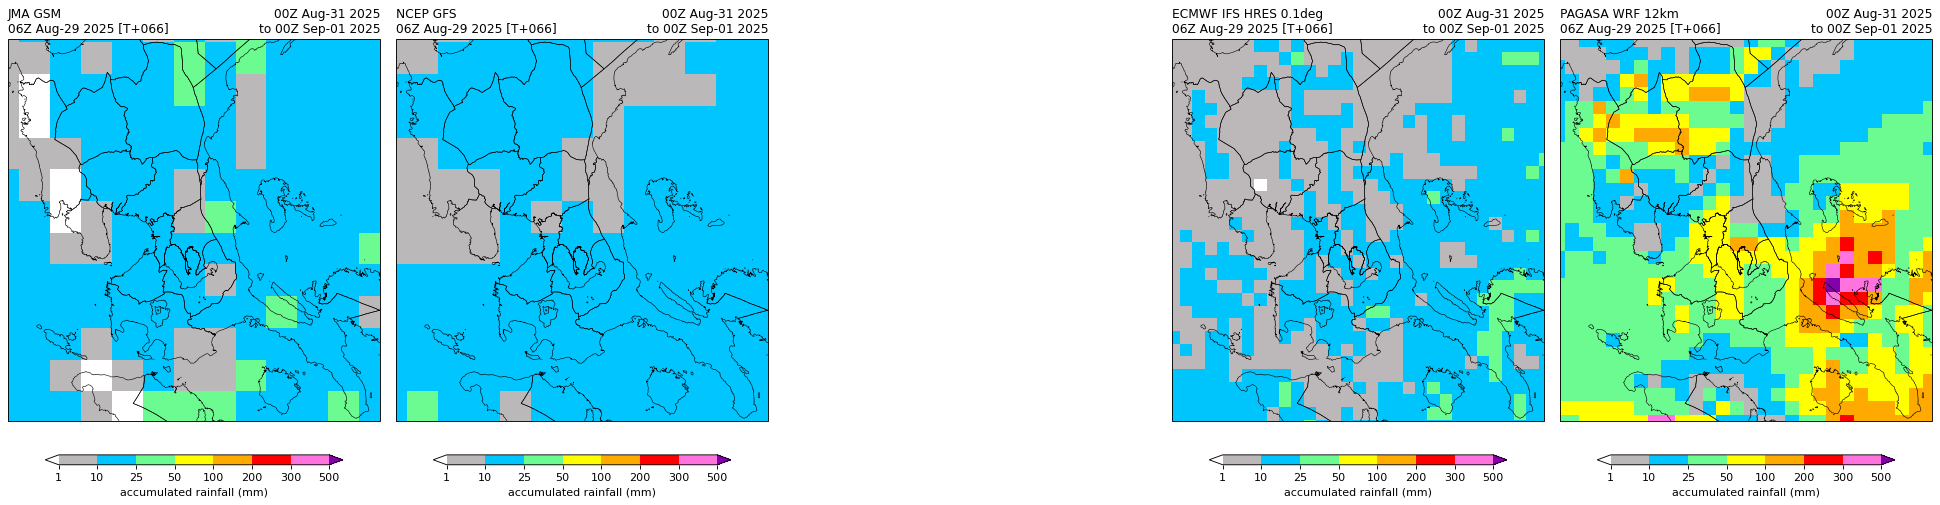 JMA GSM 00Z Aug-31 2025
06Z Aug-29 2025 [T+066] to 00Z Sep-01 2025
1 10 25 50 100 200 300 500
accumulated rainfall (mm)
NCEP GFS 00Z Aug-31 2025
06Z Aug-29 2025 [T+066] to 00Z Sep-01 2025
1 10 25 50 100 200 300 500
accumulated rainfall (mm)
ECMWF IFS HRES 0.1deg 00Z Aug-31 2025
06Z Aug-29 2025 [T+066] to 00Z Sep-01 2025
1 10 25 50 100 200 300 500
accumulated rainfall (mm)
PAGASA WRF 12km 00Z Aug-31 2025
06Z Aug-29 2025 [T+066] to 00Z Sep-01 2025
1 10 25 50 100 200 300 500
accumulated rainfall (mm)